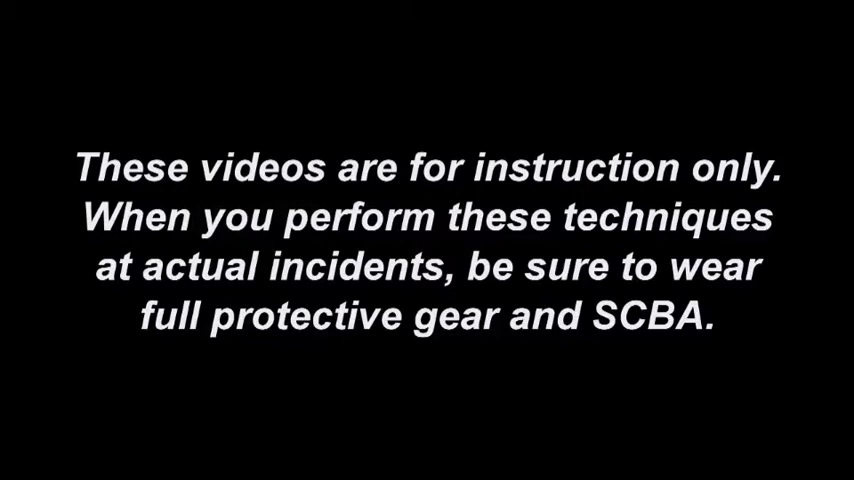 These videos are for instruction only.
When you perform these techniques
at actual incidents, be sure to wear
full protective gear and SCBA.